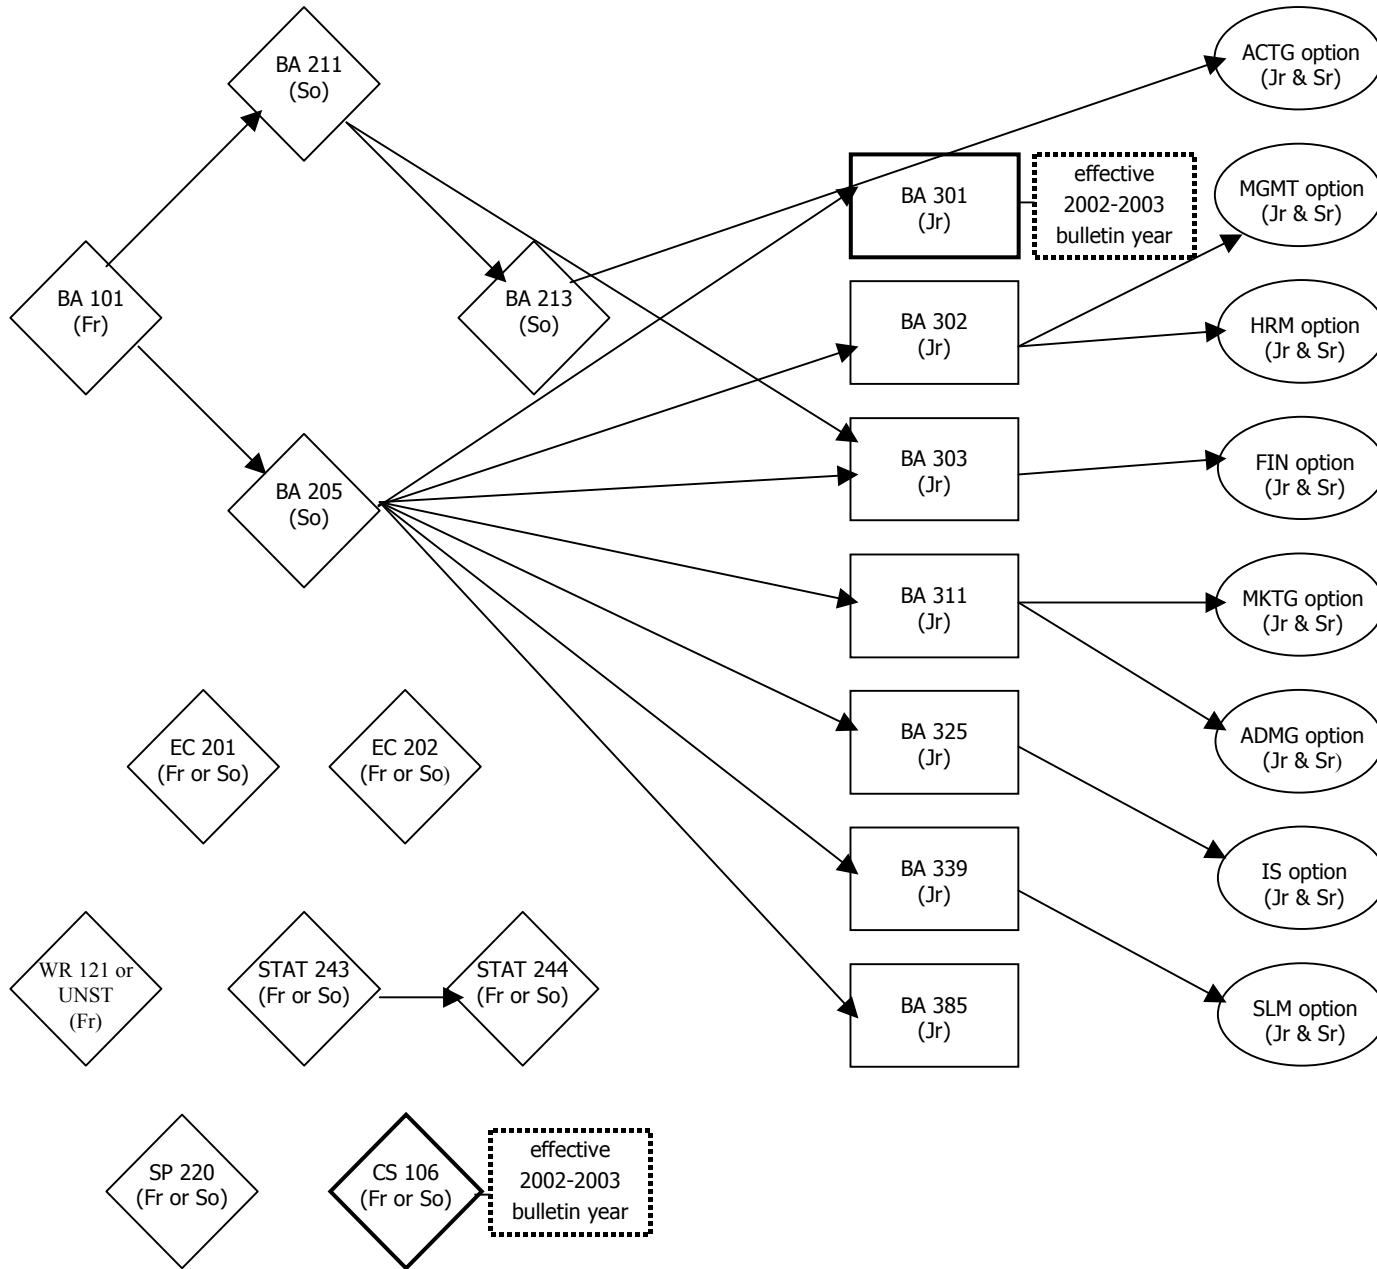 BA 211
(So)
ACTG option
(Jr & Sr)
BA 301
(Jr)
effective
2002-2003
bulletin year
MGMT option
(Jr & Sr)
BA 101
(Fr)
BA 213
(So)
BA 302
(Jr)
HRM option
(Jr & Sr)
BA 205
(So)
BA 303
(Jr)
FIN option
(Jr & Sr)
BA 311
(Jr)
MKTG option
(Jr & Sr)
EC 201
(Fr or So)
EC 202
(Fr or So)
BA 325
(Jr)
ADMG option
(Jr & Sr)
BA 339
(Jr)
IS option
(Jr & Sr)
WR 121 or
UNST
(Fr)
STAT 243
(Fr or So)
STAT 244
(Fr or So)
BA 385
(Jr)
SLM option
(Jr & Sr)
SP 220
(Fr or So)
CS 106
(Fr or So)
effective
2002-2003
bulletin year